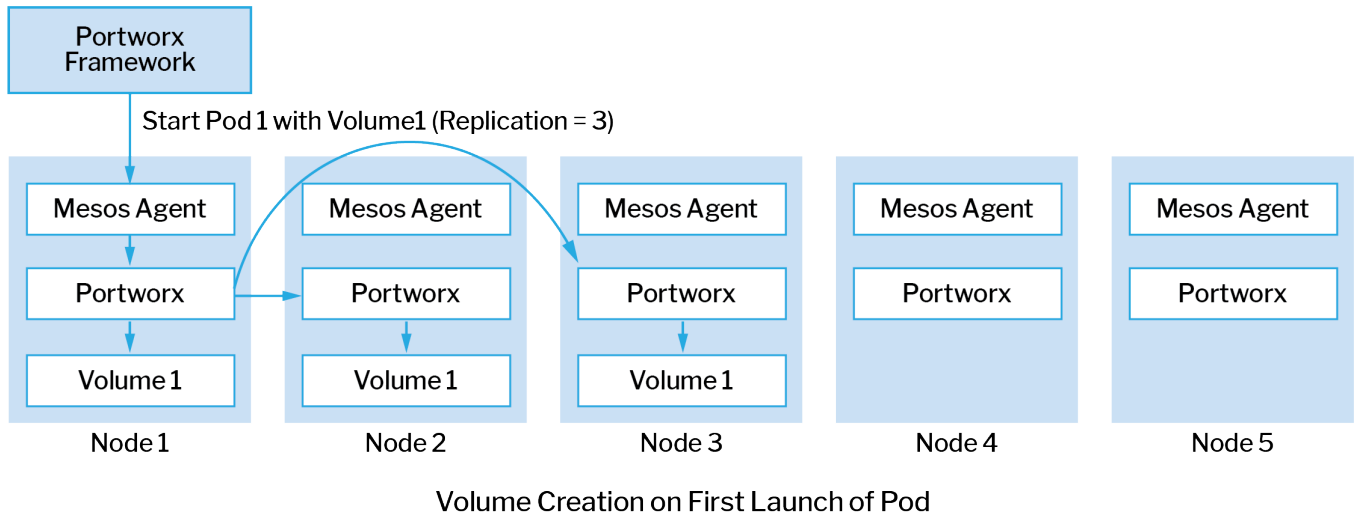 Portworx
Framework
Start Pod 1 with Volume1 (Replication = 3)
Mesos Agent
Mesos Agent
Mesos Agent
Mesos Agent
Mesos Agent
Portworx
Portworx
Portworx
Portworx
Portworx
Volume 1
Volume 1
Volume 1
Node 1
Node 2
Node 3
Node 4
Node 5
Volume Creation on First Launch of Pod